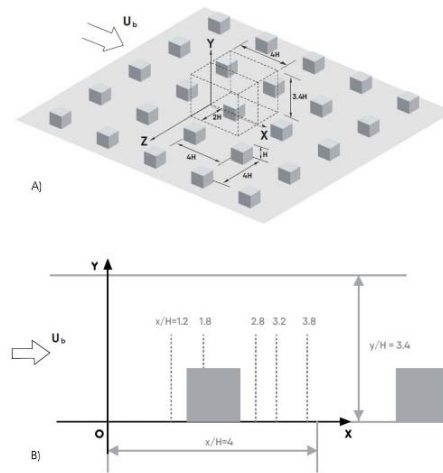 U_b
4H
Y
3.4H
2H
Z
X
4H
H
4H
A)
Y
x/H=1.2 1.8 2.8 3.2 3.8
U_b
y/H = 3.4
O
X
x/H=4
B)